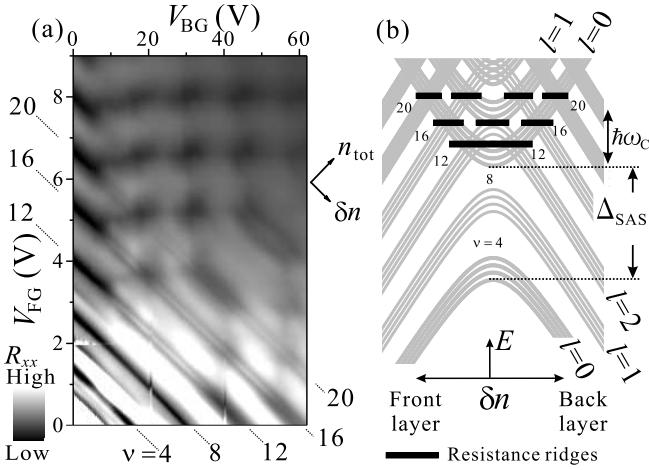 (a)
V_BG (V)
0 20 40 60
8
6
4
2
0
V_FG (V)
20
16
12
n_tot
δn
R_xx
High
Low
ν = 4
8
12
16
20
(b)
l=1
l=0
20
20
16
16
12
12
8
ν = 4
ħω_C
Δ_SAS
l=2
l=1
l=0
E
Front
layer
δn
Back
layer
Resistance ridges